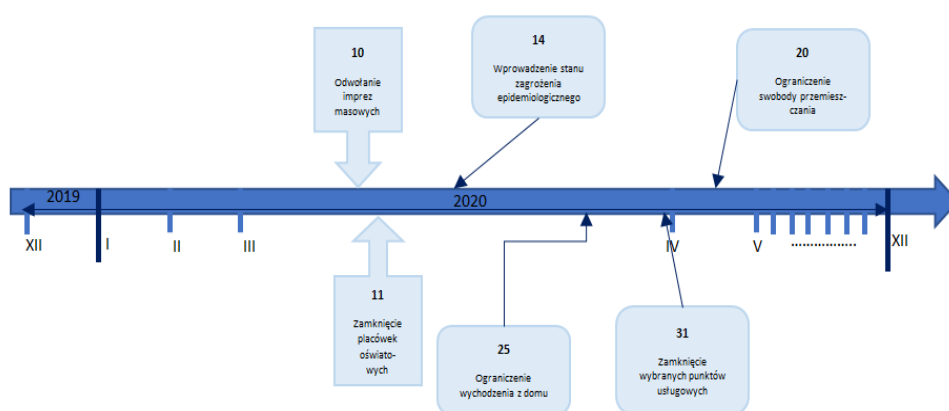 10
Odwołanie
imprez
masowych
14
Wprowadzenie stanu
zagrożenia
epidemiologicznego
20
Ograniczenie
swobody przemiesz-
czania
2019
2020
XII
I
II
III
IV
V
..................
XII
11
Zamknięcie
placówek
oświato-
wych
25
Ograniczenie
wychodzenia z domu
31
Zamknięcie
wybranych punktów
usługowych